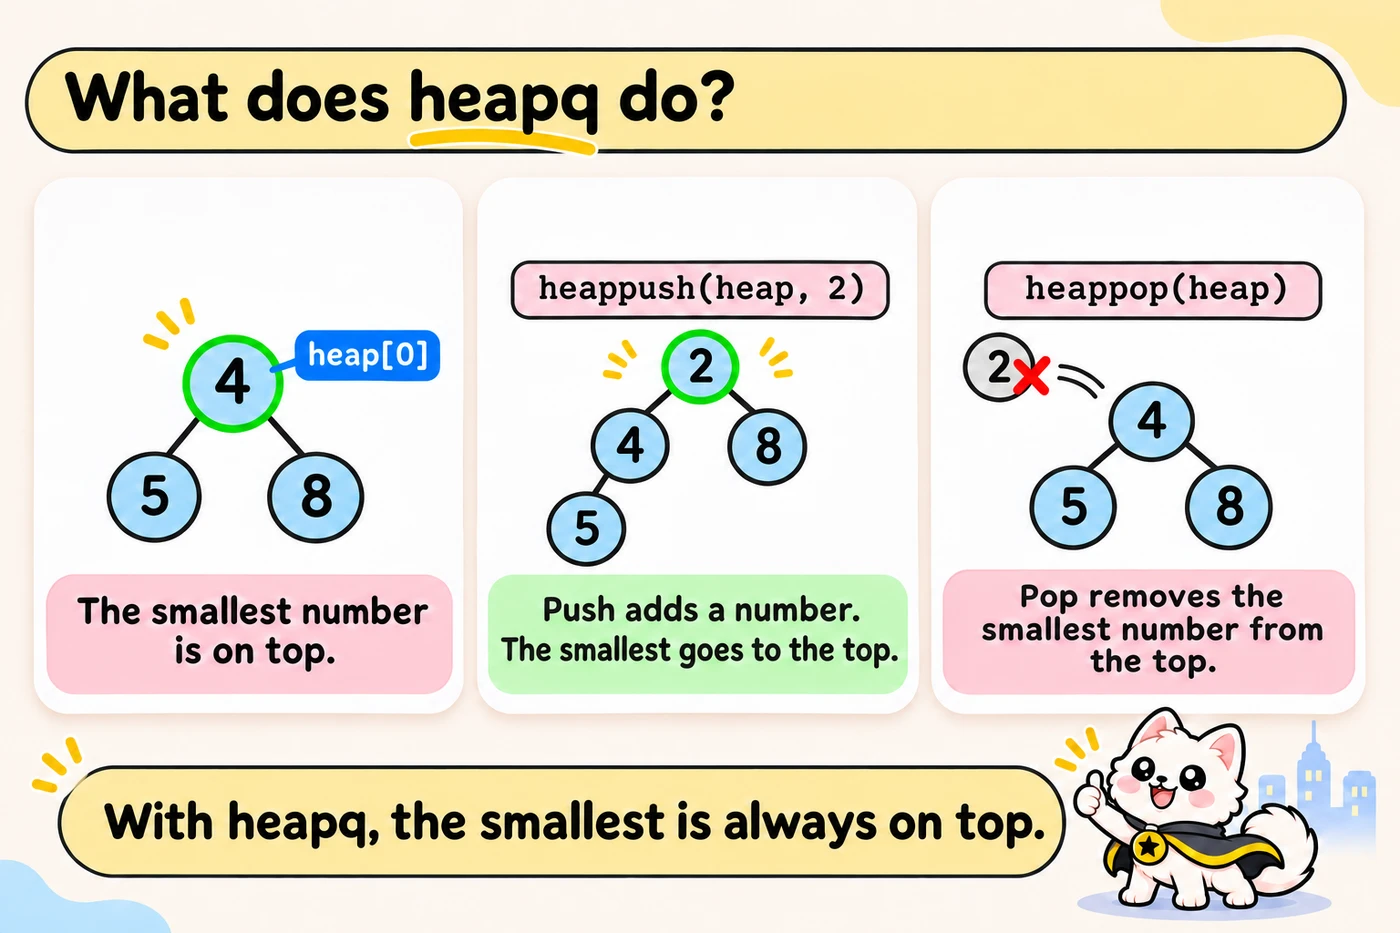 What does heapq do?
4
heap[0]
5
8
The smallest number
is on top.
heappush(heap, 2)
2
4
8
5
Push adds a number.
The smallest goes to the top.
heappop(heap)
2
4
5
8
Pop removes the
smallest number from
the top.
With heapq, the smallest is always on top.